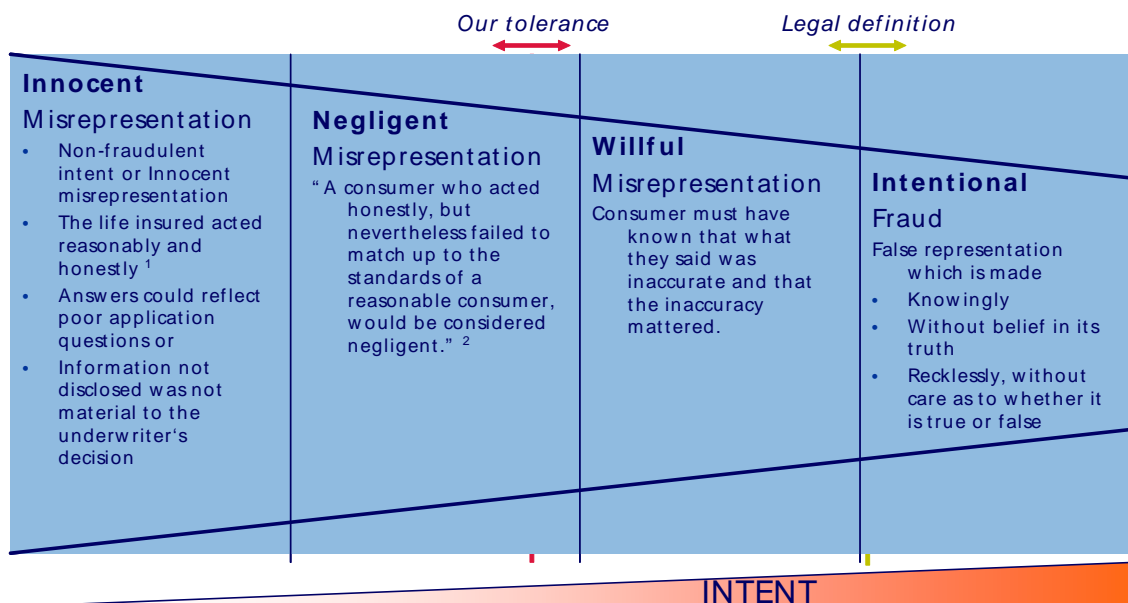 Our tolerance
Legal definition
Innocent
Misrepresentation
• Non-fraudulent
intent or Innocent
misrepresentation
• The life insured acted
reasonably and
honestly 1
• Answers could reflect
poor application
questions or
• Information not
disclosed was not
material to the
underwriter‘s
decision
Negligent
Misrepresentation
“A consumer who acted
honestly, but
nevertheless failed to
match up to the
standards of a
reasonable consumer,
would be considered
negligent.” 2
Willful
Misrepresentation
Consumer must have
known that what
they said was
inaccurate and that
the inaccuracy
mattered.
Intentional
Fraud
False representation
which is made
• Knowingly
• Without belief in its
truth
• Recklessly, without
care as to whether it
is true or false
INTENT